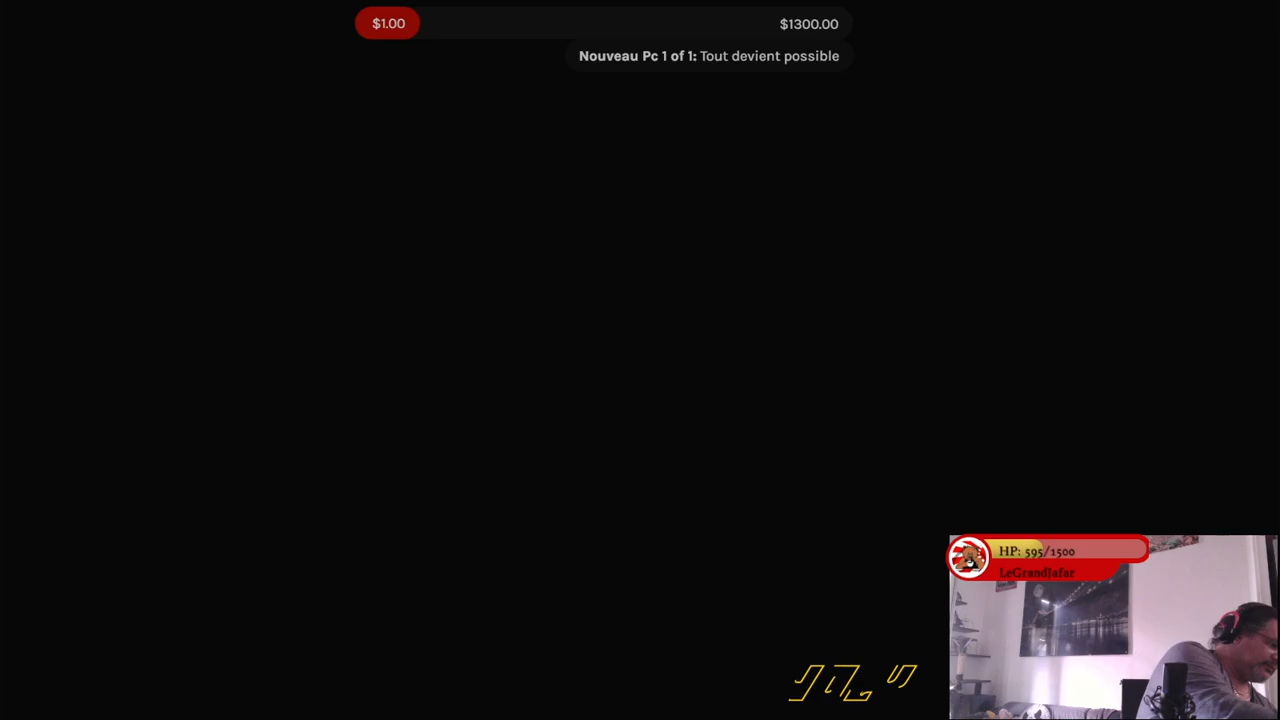 $1.00 $1300.00
Nouveau Pc 1 of 1: Tout devient possible
HP: 595/1500
LeGrandJafar